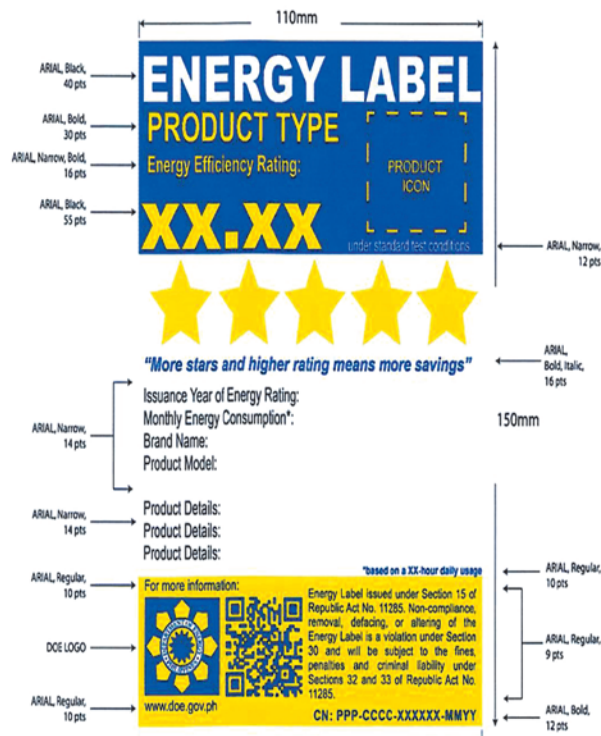 110mm
ARIAL, Black,
40 pts
ENERGY LABEL
ARIAL, Bold,
30 pts
PRODUCT TYPE
ARIAL, Narrow, Bold,
16 pts
Energy Efficiency Rating:
PRODUCT
ICON
ARIAL, Black,
55 pts
xx.xx
under standard test conditions
ARIAL, Narrow,
12 pts
"More stars and higher rating means more savings"
ARIAL,
Bold, Italic,
16 pts
Issuance Year of Energy Rating:
Monthly Energy Consumption*:
Brand Name:
Product Model:
ARIAL, Narrow,
14 pts
150mm
Product Details:
Product Details:
Product Details:
ARIAL, Narrow,
14 pts
*based on a XX-hour daily usage
ARIAL, Regular,
10 pts
ARIAL, Regular,
10 pts
For more information:
Energy Label issued under Section 15 of
Republic Act No. 11285. Non-compliance,
removal, defacing, or altering of the
Energy Label is a violation under Section
30 and will be subject to the fines,
penalties and criminal liability under
Sections 32 and 33 of Republic Act No.
11285.
ARIAL, Regular,
9 pts
DOE LOGO
www.doe.gov.ph
ARIAL, Regular,
10 pts
CN: PPP-CCCC-XXXXXX-MMYY
ARIAL, Bold,
12 pts